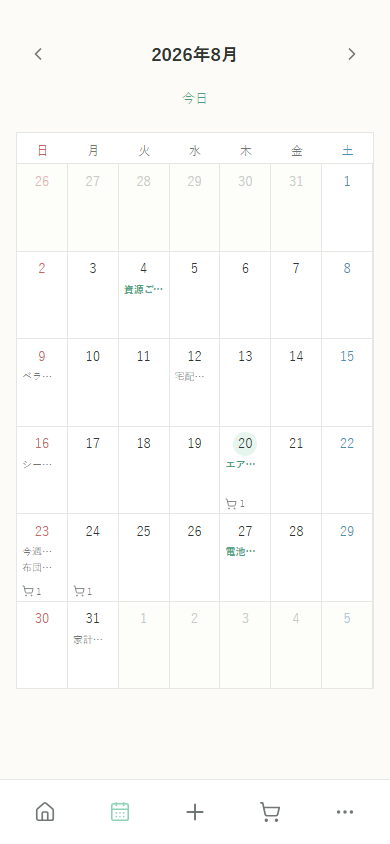 2026年8月
今日
日 月 火 水 木 金 土
26 27 28 29 30 31 1
2 3 4 5 6 7 8
資源ご…
9 10 11 12 13 14 15
ベラ… 宅配…
16 17 18 19 20 21 22
シー… エア…
1
23 24 25 26 27 28 29
今週… 電池…
布団…
1 1
30 31 1 2 3 4 5
家計…